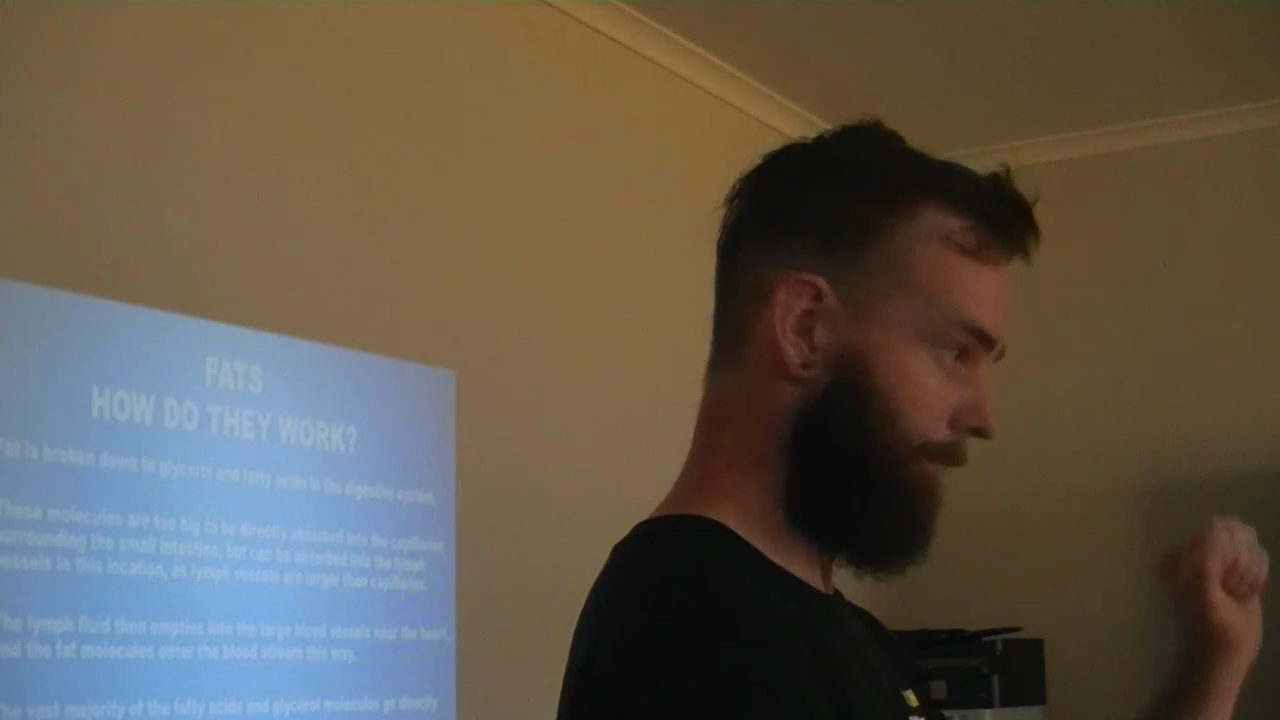 FATS
HOW DO THEY WORK?
Fat is broken down to glycerol and fatty acids in the digestive system.
These molecules are too big to be directly absorbed into the capillaries
surrounding the small intestine, but can be absorbed into the lymph
vessels in this location, as lymph vessels are larger than capillaries.
The lymph fluid then empties into the large blood vessels near the heart,
and the fat molecules enter the blood stream this way.
The vast majority of the fatty acids and glycerol molecules go directly